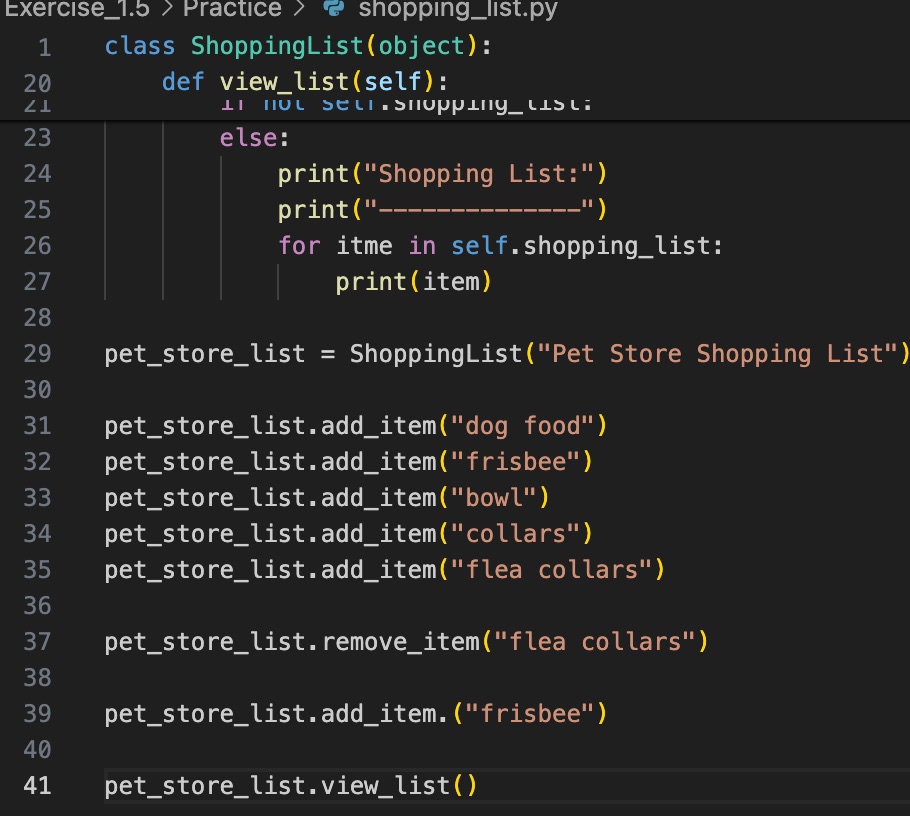 Exercise_1.5 > Practice > shopping_list.py
1 class ShoppingList(object):
20 def view_list(self):
21 if not self.shopping_list:
23 else:
24 print("Shopping List:")
25 print("--------------")
26 for itme in self.shopping_list:
27 print(item)
28
29 pet_store_list = ShoppingList("Pet Store Shopping List")
30
31 pet_store_list.add_item("dog food")
32 pet_store_list.add_item("frisbee")
33 pet_store_list.add_item("bowl")
34 pet_store_list.add_item("collars")
35 pet_store_list.add_item("flea collars")
36
37 pet_store_list.remove_item("flea collars")
38
39 pet_store_list.add_item.("frisbee")
40
41 pet_store_list.view_list()